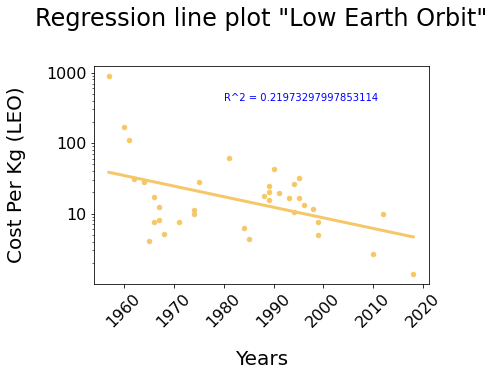 Regression line plot "Low Earth Orbit"
R^2 = 0.21973297997853114
Cost Per Kg (LEO)
1000
100
10
1960
1970
1980
1990
2000
2010
2020
Years